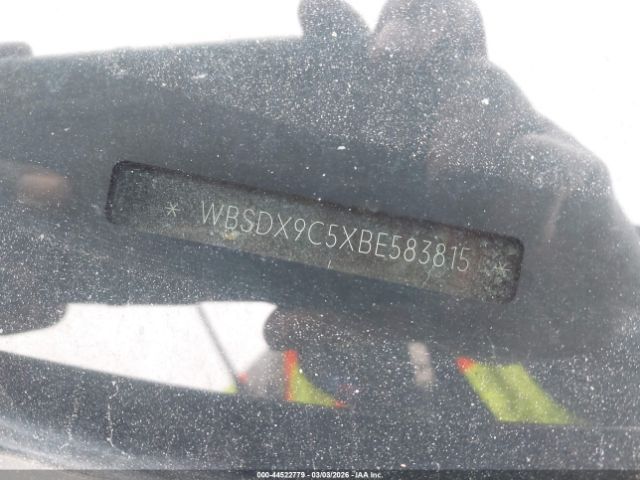 * WBSDX9C5XBE583815 *
000-44522779 - 03/03/2026 - IAA Inc.